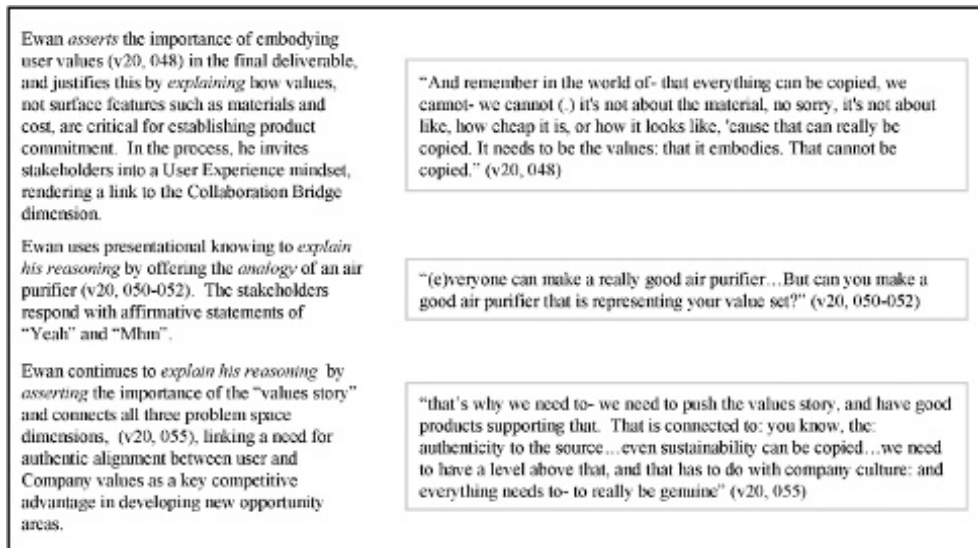 Ewan asserts the importance of embodying
user values (v20, 048) in the final deliverable,
and justifies this by explaining how values,
not surface features such as materials and
cost, are critical for establishing product
commitment. In the process, he invites
stakeholders into a User Experience mindset,
rendering a link to the Collaboration Bridge
dimension.
“And remember in the world of- that everything can be copied, we
cannot- we cannot (.) it's not about the material, no sorry, it's not about
like, how cheap it is, or how it looks like, 'cause that can really be
copied. It needs to be the values: that it embodies. That cannot be
copied.” (v20, 048)
Ewan uses presentational knowing to explain
his reasoning by offering the analogy of an air
purifier (v20, 050-052). The stakeholders
respond with affirmative statements of
“Yeah” and “Mhm”.
“(e)veryone can make a really good air purifier…But can you make a
good air purifier that is representing your value set?” (v20, 050-052)
Ewan continues to explain his reasoning by
asserting the importance of the “values story”
and connects all three problem space
dimensions, (v20, 055), linking a need for
authentic alignment between user and
Company values as a key competitive
advantage in developing new opportunity
areas.
“that's why we need to- we need to push the values story, and have good
products supporting that. That is connected to: you know, the:
authenticity to the source…even sustainability can be copied…we need
to have a level above that, and that has to do with company culture: and
everything needs to- to really be genuine” (v20, 055)